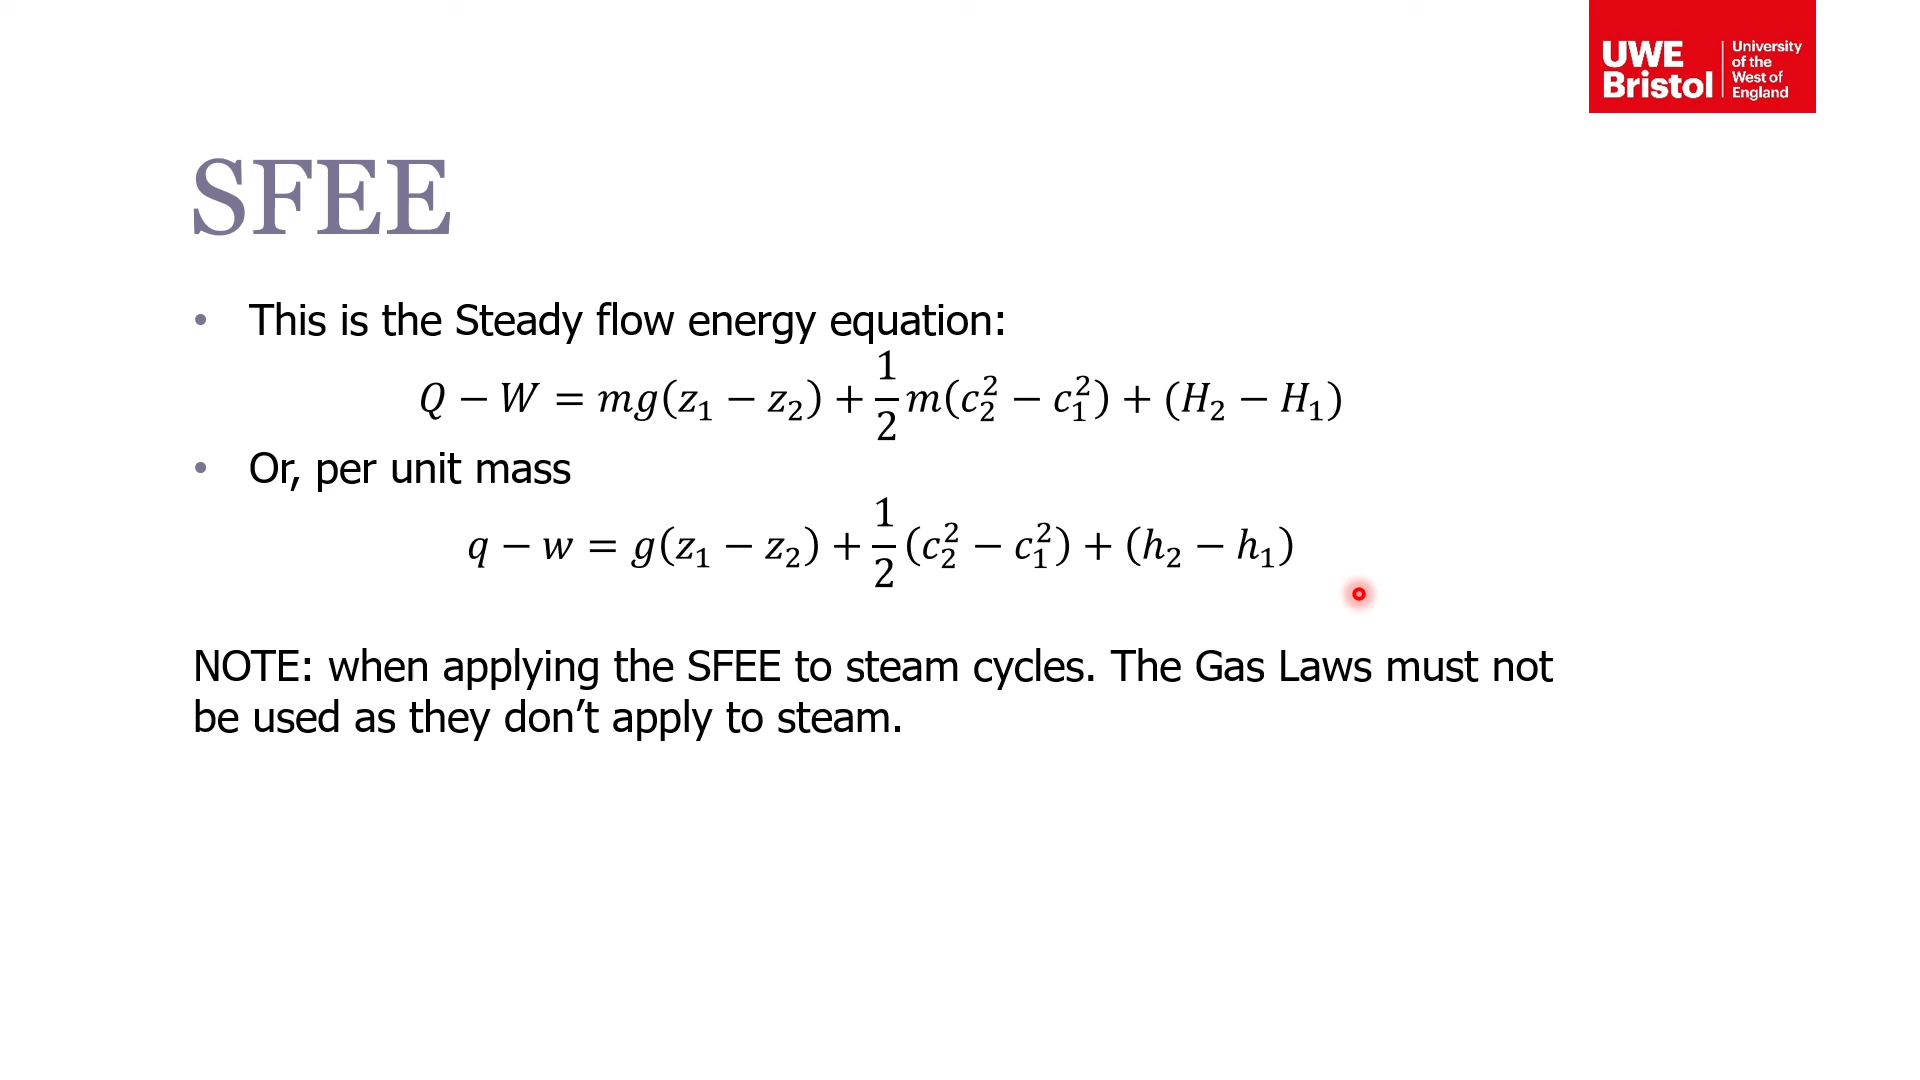 UWE
Bristol
University
of the
West of
England
SFEE
• This is the Steady flow energy equation:
𝑄 − 𝑊 = 𝑚𝑔(𝑧₁ − 𝑧₂) + 1/2 𝑚(𝑐₂² − 𝑐₁²) + (𝐻₂ − 𝐻₁)
• Or, per unit mass
𝑞 − 𝑤 = 𝑔(𝑧₁ − 𝑧₂) + 1/2 (𝑐₂² − 𝑐₁²) + (ℎ₂ − ℎ₁)
NOTE: when applying the SFEE to steam cycles. The Gas Laws must not
be used as they don’t apply to steam.